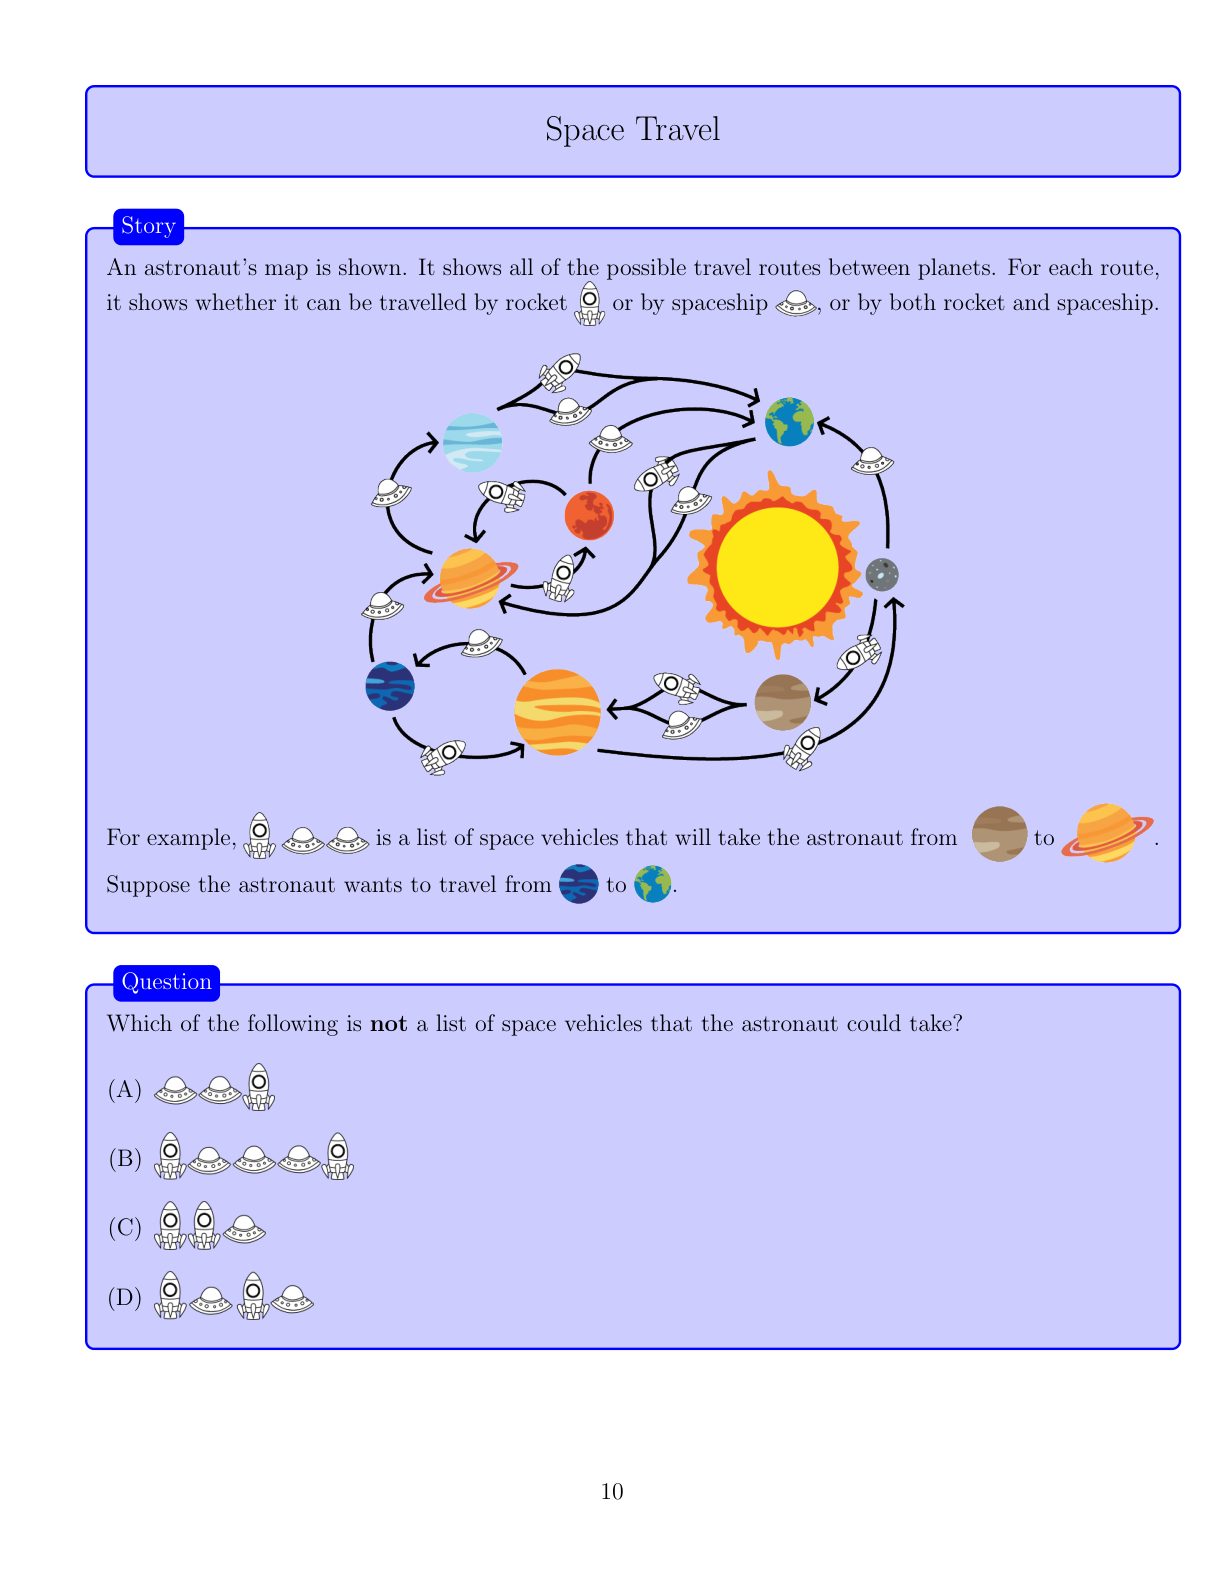 Space Travel
Story
An astronaut's map is shown. It shows all of the possible travel routes between planets. For each route,
it shows whether it can be travelled by rocket or by spaceship , or by both rocket and spaceship.
For example, is a list of space vehicles that will take the astronaut from to .
Suppose the astronaut wants to travel from to .
Question
Which of the following is not a list of space vehicles that the astronaut could take?
(A)
(B)
(C)
(D)
10